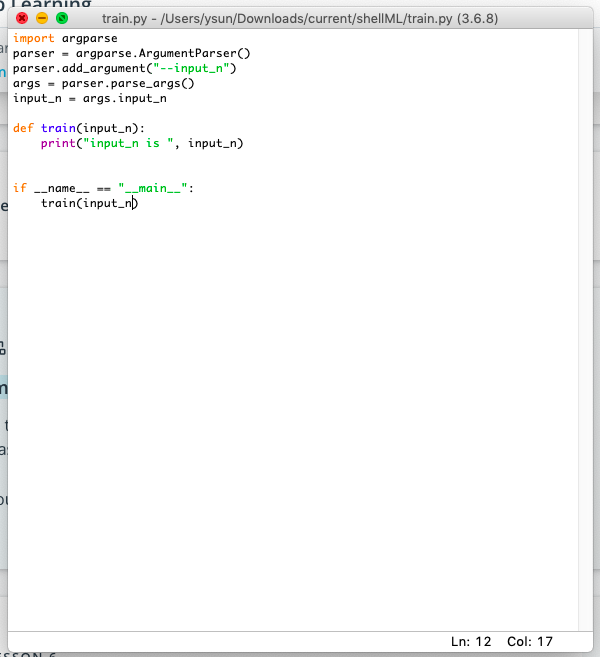 Learning
train.py - /Users/ysun/Downloads/current/shellML/train.py (3.6.8)
import argparse
parser = argparse.ArgumentParser()
parser.add_argument("--input_n")
args = parser.parse_args()
input_n = args.input_n
def train(input_n):
    print("input_n is ", input_n)
if __name__ == "__main__":
    train(input_n)
Ln: 12 Col: 17